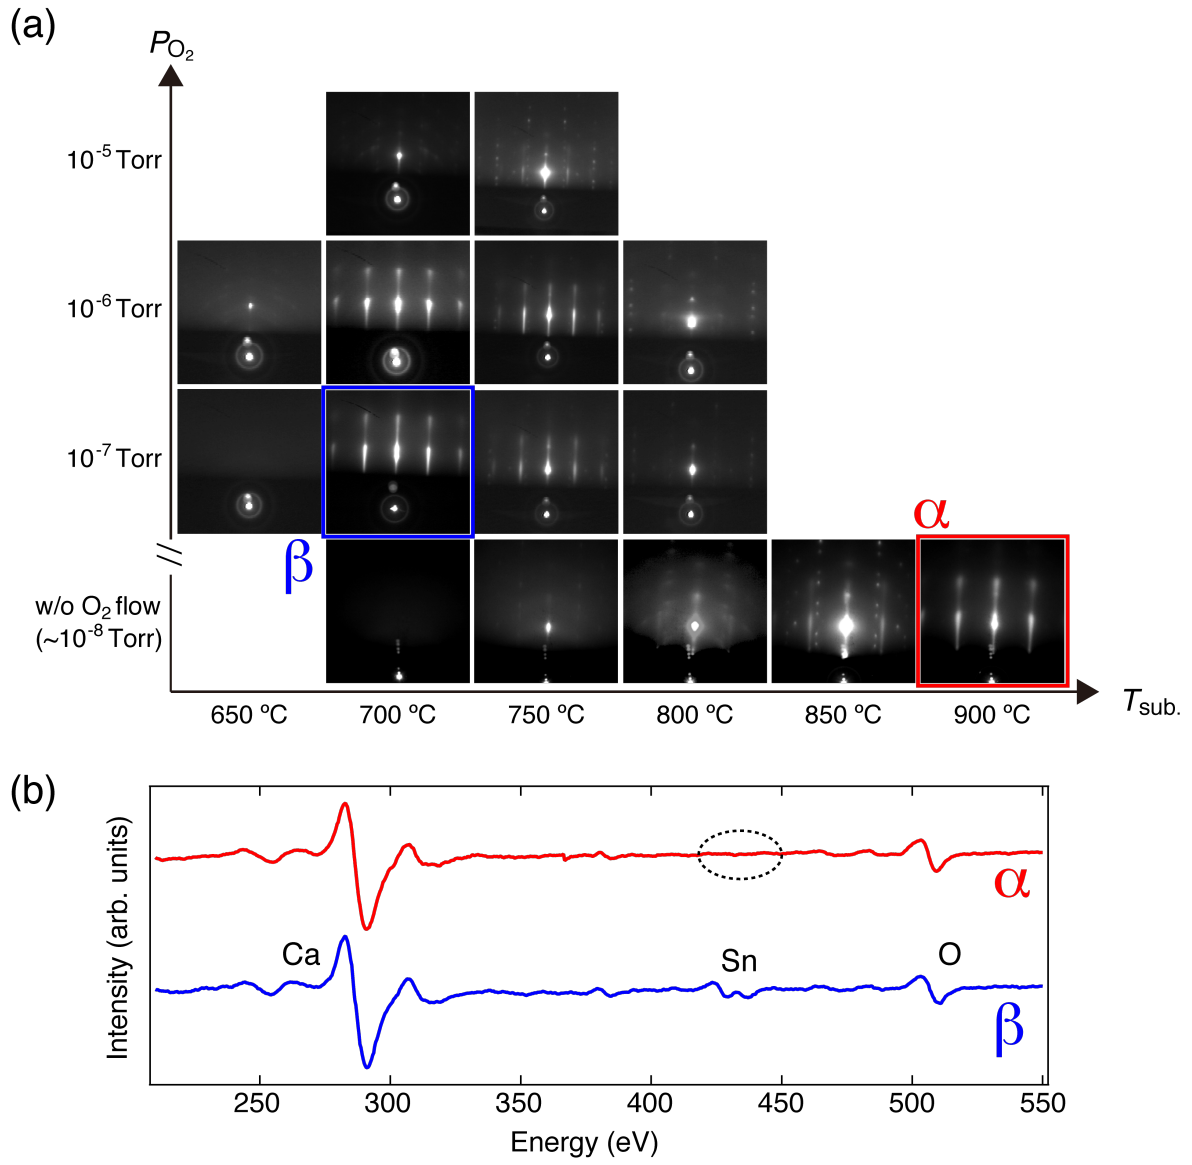 (a)
P_O₂
10⁻⁵ Torr
10⁻⁶ Torr
10⁻⁷ Torr
α
β
w/o O₂ flow
(~10⁻⁸ Torr)
650 ºC 700 ºC 750 ºC 800 ºC 850 ºC 900 ºC
T_sub.
(b)
Intensity (arb. units)
α
Ca Sn O
β
250 300 350 400 450 500 550
Energy (eV)